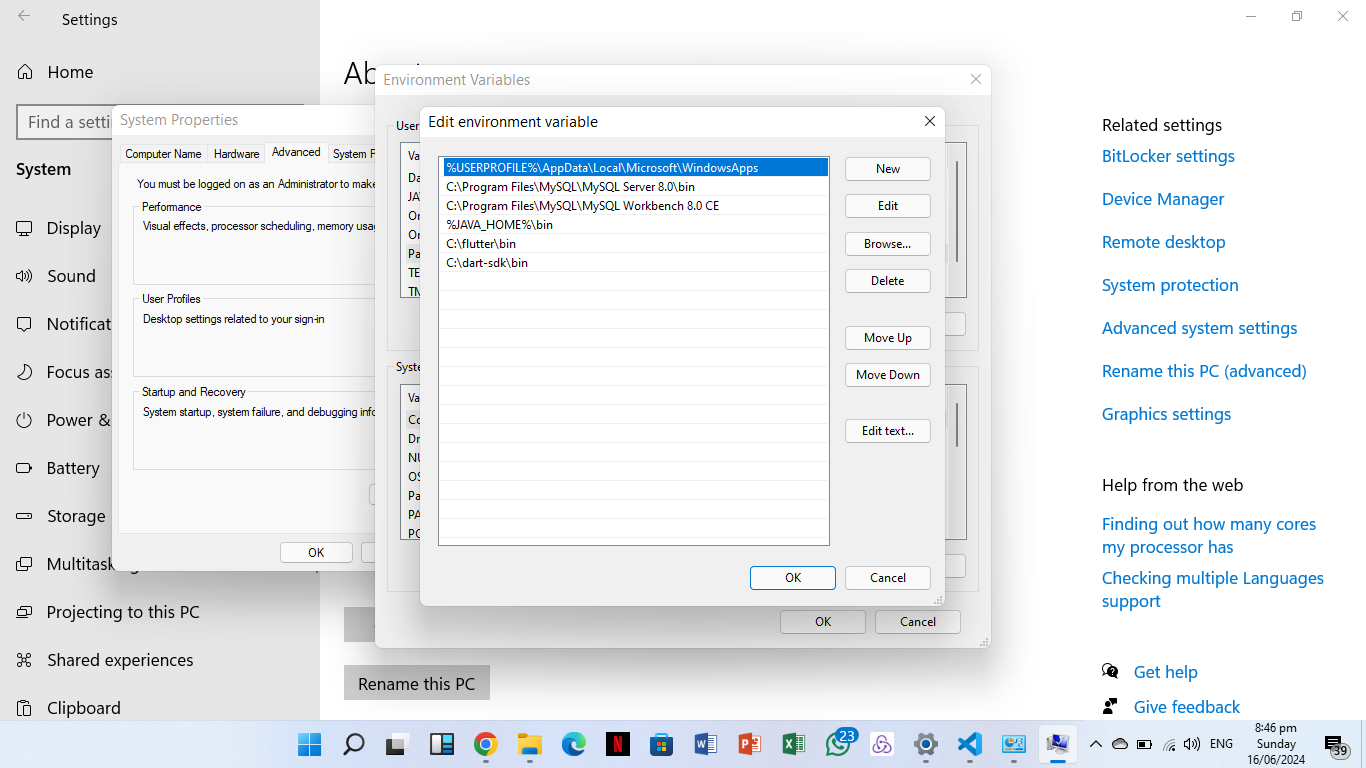 Settings
Home
Find a setti
System
Display
Sound
Notificat
Focus as
Power &
Battery
Storage
Multitask
Projecting to this PC
Shared experiences
Clipboard
Ab
Rename this PC
System Properties
Computer Name
Hardware
Advanced
System P
You must be logged on as an Administrator to make
Performance
Visual effects, processor scheduling, memory usag
User Profiles
Desktop settings related to your sign-in
Startup and Recovery
System startup, system failure, and debugging info
OK
Environment Variables
User
Va
Da
JA
Or
Or
Pa
TE
TM
Syste
Va
Co
Dr
NU
OS
Pa
PA
PC
OK
Cancel
Edit environment variable
%USERPROFILE%\AppData\Local\Microsoft\WindowsApps
C:\Program Files\MySQL\MySQL Server 8.0\bin
C:\Program Files\MySQL\MySQL Workbench 8.0 CE
%JAVA_HOME%\bin
C:\flutter\bin
C:\dart-sdk\bin
New
Edit
Browse...
Delete
Move Up
Move Down
Edit text...
OK
Cancel
Related settings
BitLocker settings
Device Manager
Remote desktop
System protection
Advanced system settings
Rename this PC (advanced)
Graphics settings
Help from the web
Finding out how many cores
my processor has
Checking multiple Languages
support
Get help
Give feedback
23
ENG
8:46 pm
Sunday
16/06/2024
39